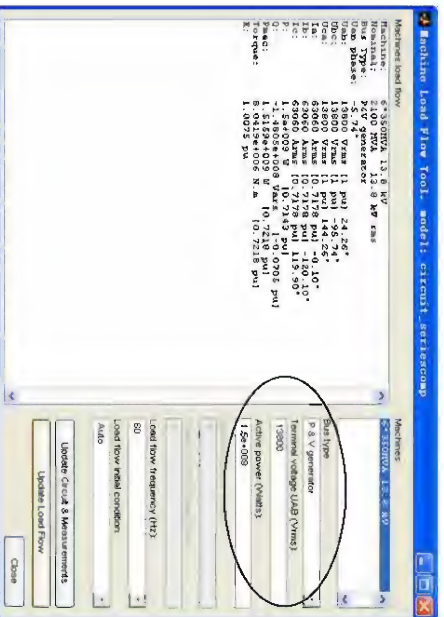 Machine Load Flow Tool. model: circuit_seriescomp
Machines load flow
Machine: 6*350MVA 13.8 kV
Nominal: 2100 MVA 13.8 kV rms
Bus Type: P&V generator
Uan phase: -5.74°
Uab: 13800 Vrms [1 pu] 24.26°
Ubc: 13800 Vrms [1 pu] -95.74°
Uca: 13800 Vrms [1 pu] 144.26°
Ia: 63060 Arms [0.7178 pu] -0.10°
Ib: 63060 Arms [0.7178 pu] -120.10°
Ic: 63060 Arms [0.7178 pu] 119.90°
P: 1.5e+009 W [0.7143 pu]
Q: -1.4805e+008 Vars [-0.0705 pu]
Pmec: 1.5159e+009 W [0.7218 pu]
Torque: 8.0419e+006 N.m [0.7218 pu]
E: 1.0075 pu
Machines
6*350MVA 13.8 kV
Bus type
P & V generator
Terminal voltage UAB (Vrms):
13800
Active power (Watts):
1.5e+009
Load flow frequency (Hz):
60
Load flow initial condition:
Auto
Update Circuit & Measurements
Update Load Flow
Close